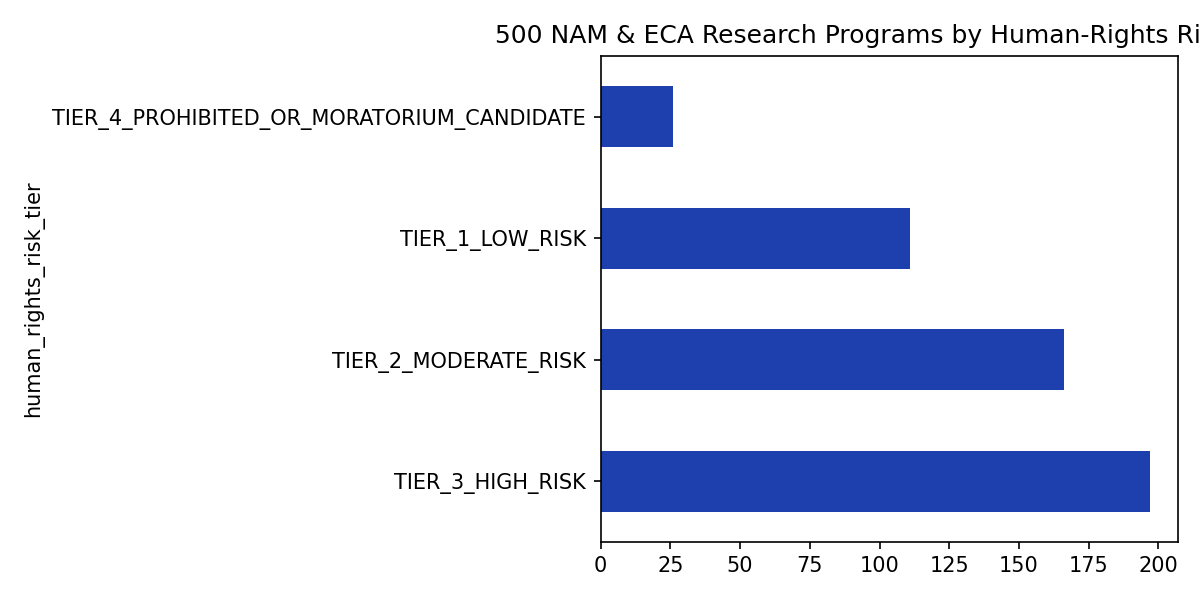 500 NAM & ECA Research Programs by Human-Rights Ri
TIER_4_PROHIBITED_OR_MORATORIUM_CANDIDATE
TIER_1_LOW_RISK
human_rights_risk_tier
TIER_2_MODERATE_RISK
TIER_3_HIGH_RISK
0 25 50 75 100 125 150 175 200